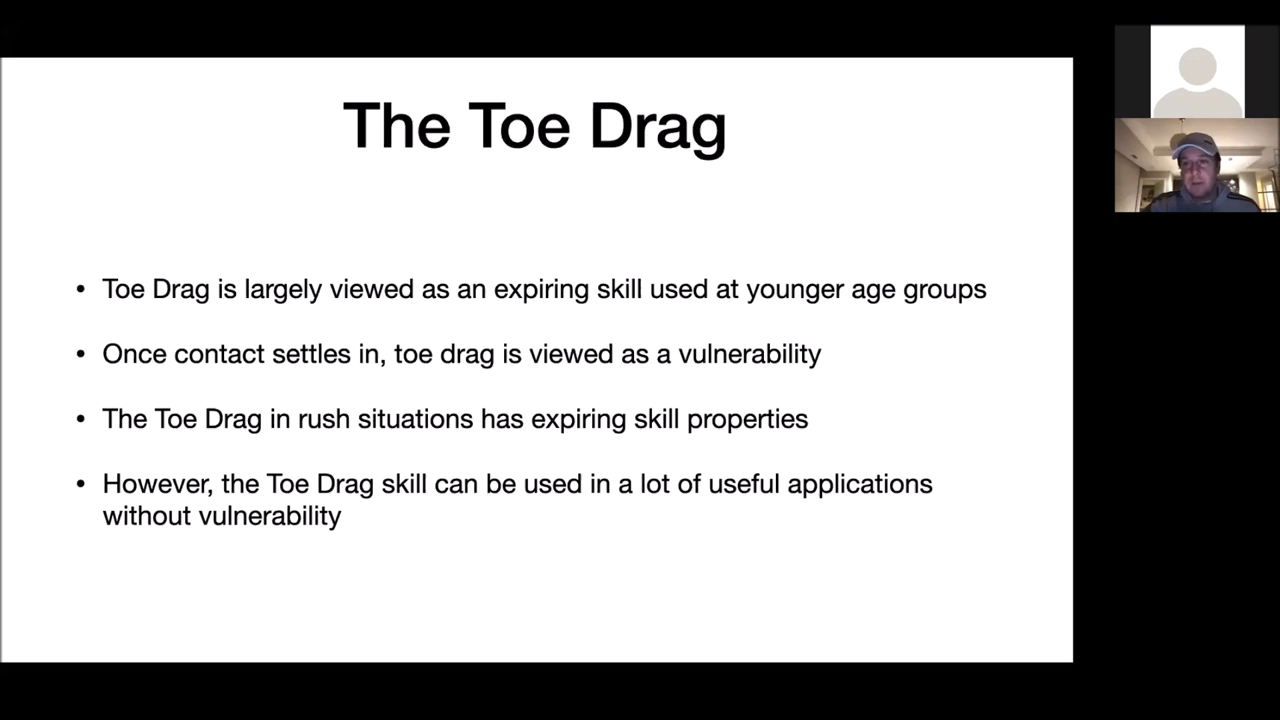 The Toe Drag
• Toe Drag is largely viewed as an expiring skill used at younger age groups
• Once contact settles in, toe drag is viewed as a vulnerability
• The Toe Drag in rush situations has expiring skill properties
• However, the Toe Drag skill can be used in a lot of useful applications
without vulnerability